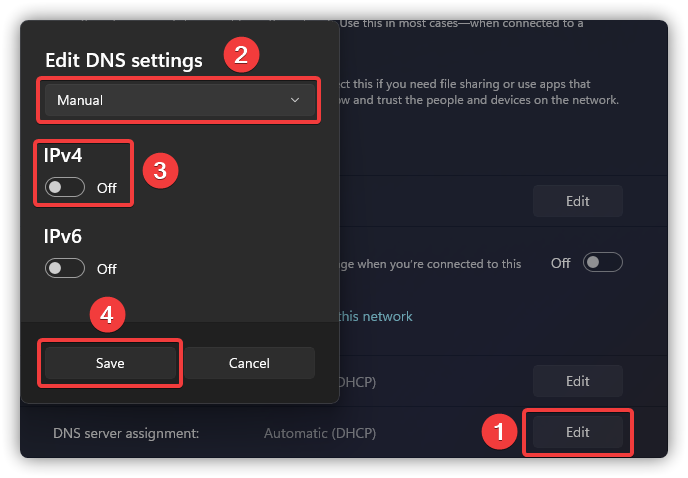 Use this in most cases—when connected to a
Edit DNS settings
2
Manual
ect this if you need file sharing or use apps that
ow and trust the people and devices on the network.
IPv4
Off
3
Edit
IPv6
Off
nge when you're connected to this
Off
4
this network
Save
Cancel
(DHCP)
Edit
DNS server assignment:
Automatic (DHCP)
1
Edit